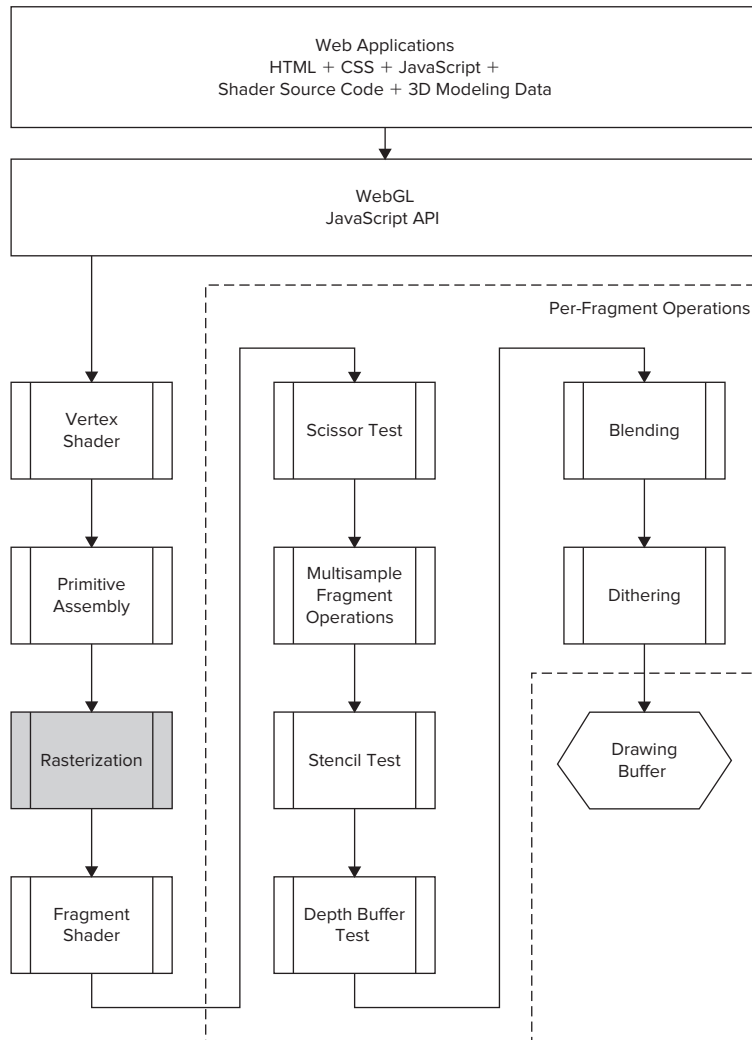 Web Applications
HTML + CSS + JavaScript +
Shader Source Code + 3D Modeling Data
WebGL
JavaScript API
Per-Fragment Operations
Vertex
Shader
Primitive
Assembly
Rasterization
Fragment
Shader
Scissor Test
Multisample
Fragment
Operations
Stencil Test
Depth Buffer
Test
Blending
Dithering
Drawing
Buffer